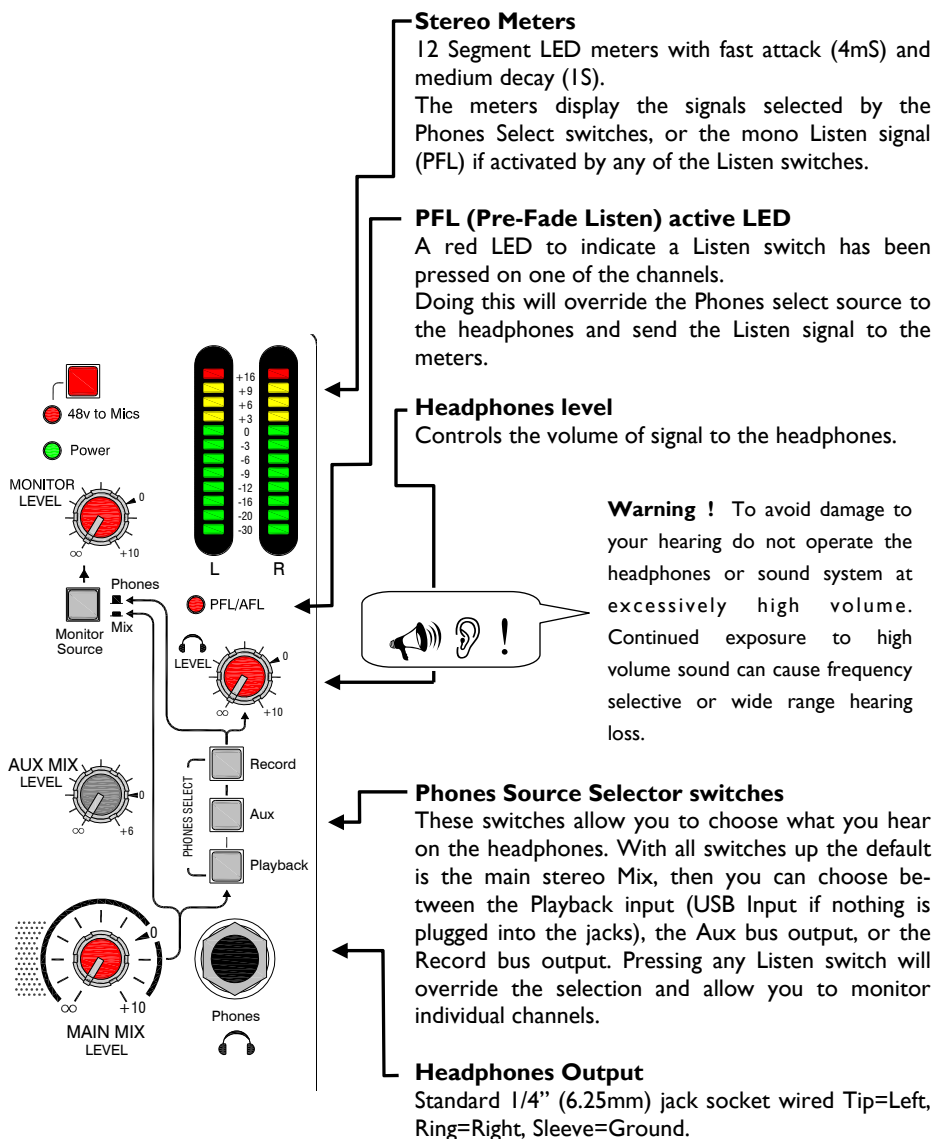 Stereo Meters
12 Segment LED meters with fast attack (4mS) and
medium decay (1S).
The meters display the signals selected by the
Phones Select switches, or the mono Listen signal
(PFL) if activated by any of the Listen switches.
PFL (Pre-Fade Listen) active LED
A red LED to indicate a Listen switch has been
pressed on one of the channels.
Doing this will override the Phones select source to
the headphones and send the Listen signal to the
meters.
Headphones level
Controls the volume of signal to the headphones.
Warning ! To avoid damage to
your hearing do not operate the
headphones or sound system at
excessively high volume.
Continued exposure to high
volume sound can cause frequency
selective or wide range hearing
loss.
Phones Source Selector switches
These switches allow you to choose what you hear
on the headphones. With all switches up the default
is the main stereo Mix, then you can choose be-
tween the Playback input (USB Input if nothing is
plugged into the jacks), the Aux bus output, or the
Record bus output. Pressing any Listen switch will
override the selection and allow you to monitor
individual channels.
Headphones Output
Standard 1/4” (6.25mm) jack socket wired Tip=Left,
Ring=Right, Sleeve=Ground.
48v to Mics
Power
MONITOR
LEVEL
0
∞
+10
Phones
Mix
Monitor
Source
+16
+9
+6
+3
0
-3
-6
-9
-12
-16
-20
-30
L
R
PFL/AFL
LEVEL
0
∞
+10
!
AUX MIX
LEVEL
0
∞
+6
PHONES SELECT
Record
Aux
Playback
0
∞
+10
MAIN MIX
LEVEL
Phones